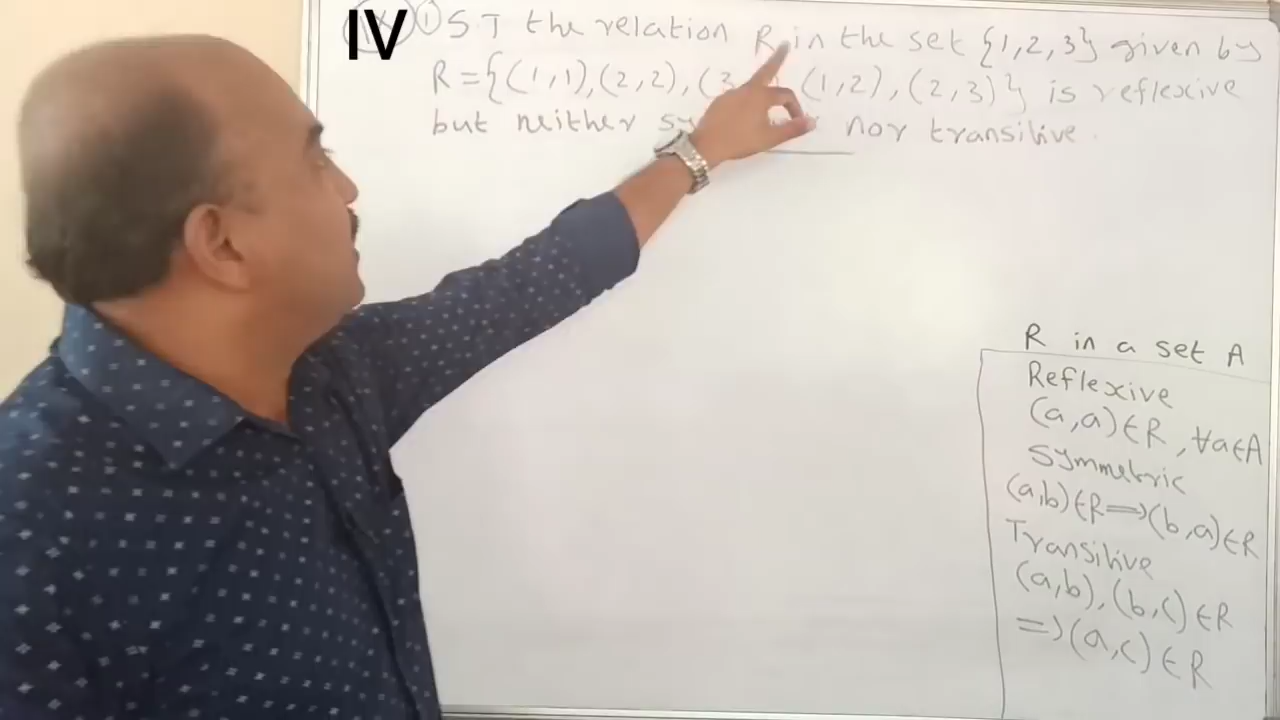 IV
① S.T the relation R in the set {1,2,3} given by
R={(1,1),(2,2),(3 (1,2),(2,3)} is reflexive
but neither nor transitive.
R in a set A
Reflexive
(a,a)∈R, ∀a∈A
Symmetric
(a,b)∈R⟹(b,a)∈R
Transitive
(a,b),(b,c)∈R
⟹(a,c)∈R